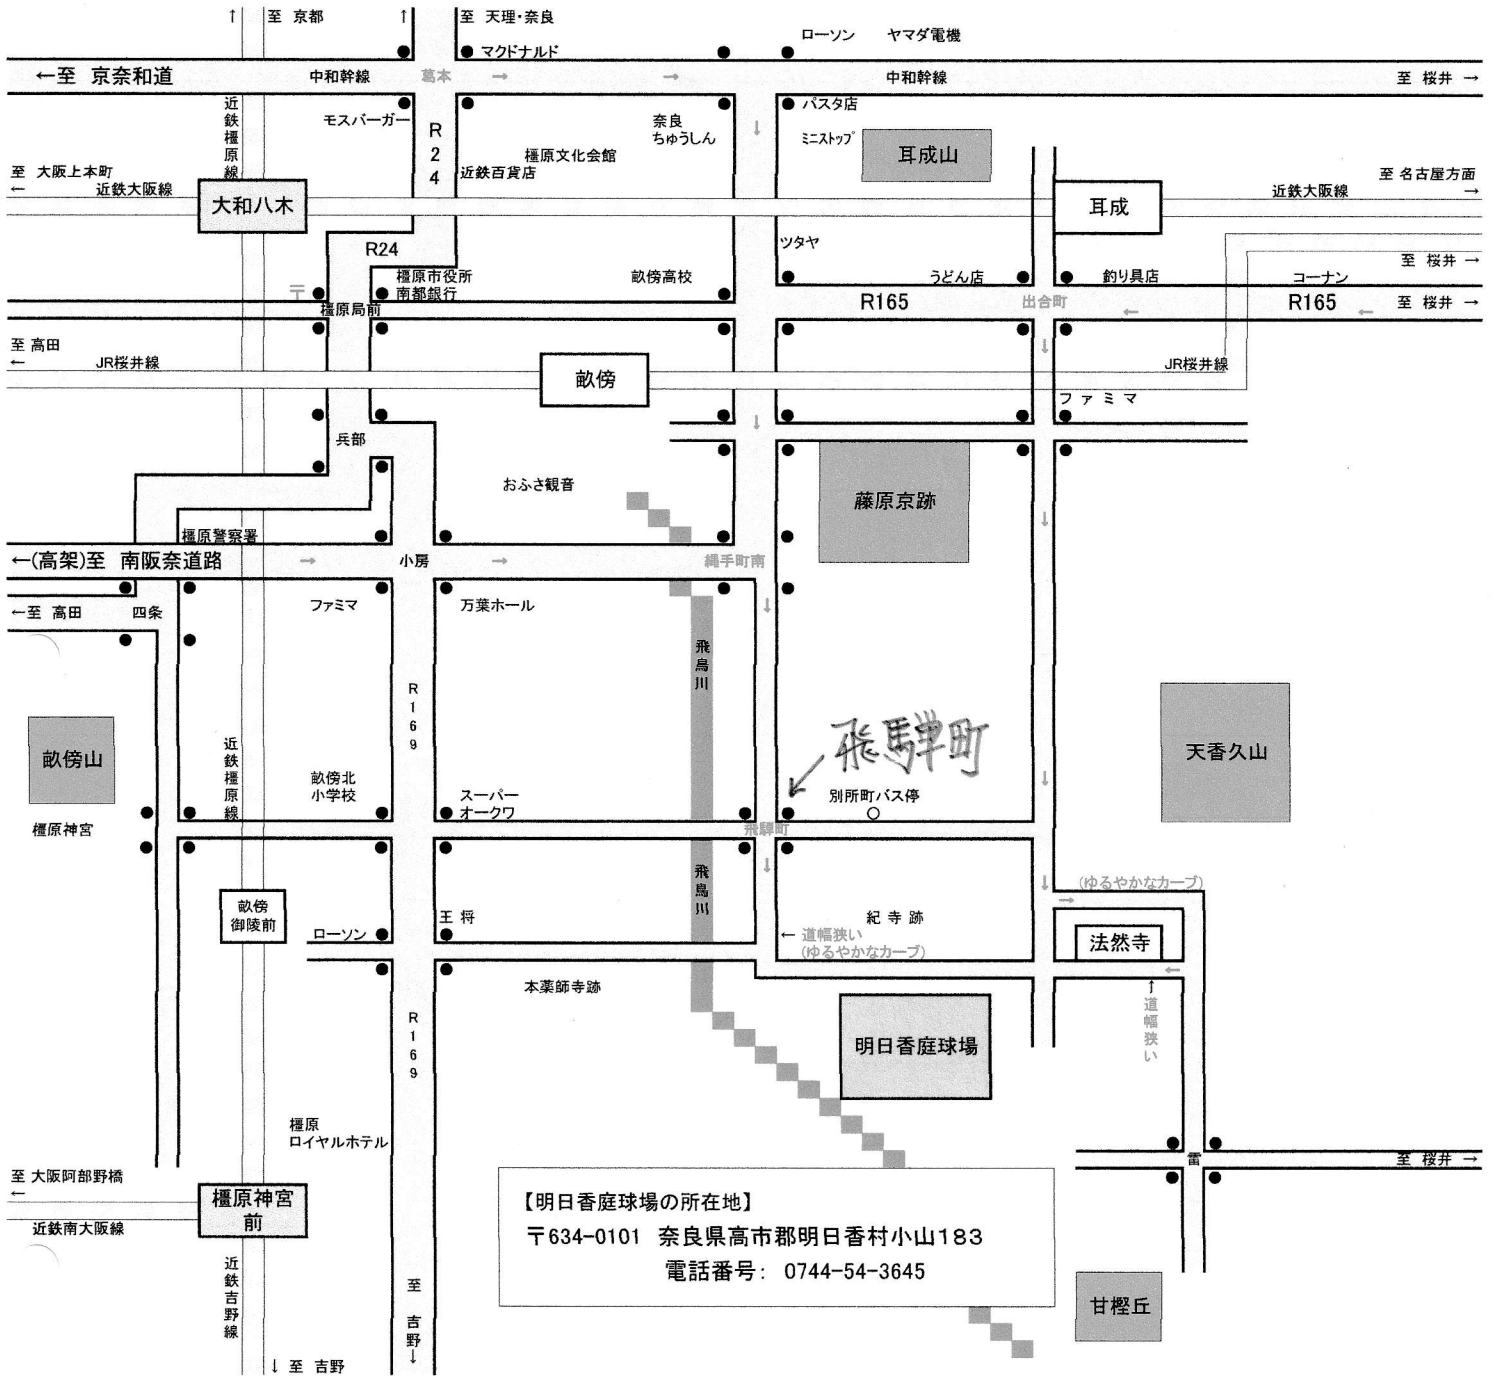 ↑ 至 京都
↑ 至 天理・奈良
マクドナルド
ローソン ヤマダ電機
←至 京奈和道
中和幹線
葛本 →
→
中和幹線
至 桜井 →
近鉄橿原線
モスバーガー
R24
奈良
ちゅうしん
パスタ店
↓
ミニストップ
耳成山
橿原文化会館
近鉄百貨店
至 大阪上本町
←
近鉄大阪線
至 名古屋方面
→
近鉄大阪線
大和八木
耳成
R24
ツタヤ
橿原市役所
南都銀行
畝傍高校
うどん店
釣り具店
コーナン
至 桜井 →
〒
橿原局前
R165
出合町
←
R165
←
至 桜井 →
至 高田
←
JR桜井線
畝傍
↓
JR桜井線
ファミマ
兵部
↓
おふさ観音
藤原京跡
橿原警察署
↓
←(高架)至 南阪奈道路
→
小房
→
縄手町南
←至 高田
四条
ファミマ
万葉ホール
↓
飛鳥川
R169
畝傍山
近鉄橿原線
飛騨町
天香久山
畝傍北
小学校
スーパー
オークワ
別所町バス停
↓
橿原神宮
飛騨町
↓
飛鳥川
↓
(ゆるやかなカーブ)
→
畝傍
御陵前
ローソン
王将
紀寺跡
← 道幅狭い
(ゆるやかなカーブ)
法然寺
←
本薬師寺跡
↑
道幅狭い
R169
明日香庭球場
橿原
ロイヤルホテル
雷
至 桜井 →
至 大阪阿部野橋
←
近鉄南大阪線
橿原神宮
前
【明日香庭球場の所在地】
〒634-0101 奈良県高市郡明日香村小山183
電話番号: 0744-54-3645
近鉄吉野線
至 吉野↓
甘樫丘
↓ 至 吉野